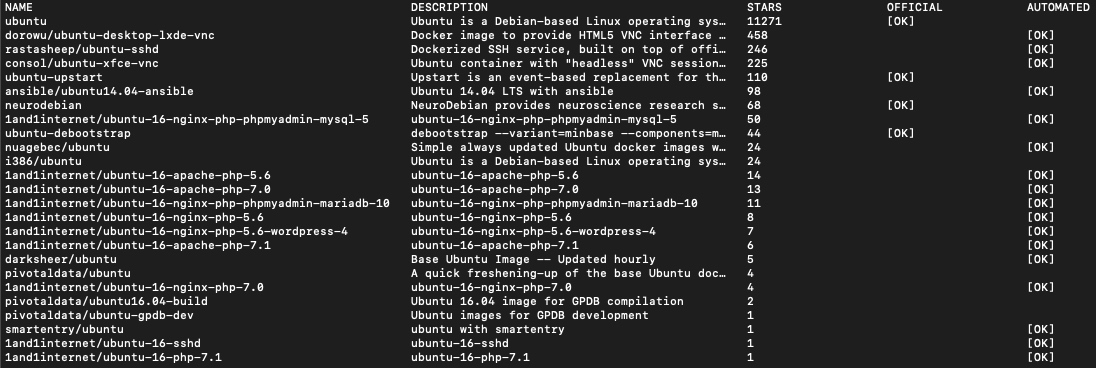 NAME DESCRIPTION STARS OFFICIAL AUTOMATED
ubuntu Ubuntu is a Debian-based Linux operating sys… 11271 [OK]
dorowu/ubuntu-desktop-lxde-vnc Docker image to provide HTML5 VNC interface … 458 [OK]
rastasheep/ubuntu-sshd Dockerized SSH service, built on top of offi… 246 [OK]
consol/ubuntu-xfce-vnc Ubuntu container with "headless" VNC session… 225 [OK]
ubuntu-upstart Upstart is an event-based replacement for th… 110 [OK]
ansible/ubuntu14.04-ansible Ubuntu 14.04 LTS with ansible 98 [OK]
neurodebian NeuroDebian provides neuroscience research s… 68 [OK]
1and1internet/ubuntu-16-nginx-php-phpmyadmin-mysql-5 ubuntu-16-nginx-php-phpmyadmin-mysql-5 50 [OK]
ubuntu-debootstrap debootstrap --variant=minbase --components=m… 44 [OK]
nuagebec/ubuntu Simple always updated Ubuntu docker images w… 24 [OK]
i386/ubuntu Ubuntu is a Debian-based Linux operating sys… 24
1and1internet/ubuntu-16-apache-php-5.6 ubuntu-16-apache-php-5.6 14 [OK]
1and1internet/ubuntu-16-apache-php-7.0 ubuntu-16-apache-php-7.0 13 [OK]
1and1internet/ubuntu-16-nginx-php-phpmyadmin-mariadb-10 ubuntu-16-nginx-php-phpmyadmin-mariadb-10 11 [OK]
1and1internet/ubuntu-16-nginx-php-5.6 ubuntu-16-nginx-php-5.6 8 [OK]
1and1internet/ubuntu-16-nginx-php-5.6-wordpress-4 ubuntu-16-nginx-php-5.6-wordpress-4 7 [OK]
1and1internet/ubuntu-16-apache-php-7.1 ubuntu-16-apache-php-7.1 6 [OK]
darksheer/ubuntu Base Ubuntu Image -- Updated hourly 5 [OK]
pivotaldata/ubuntu A quick freshening-up of the base Ubuntu doc… 4
1and1internet/ubuntu-16-nginx-php-7.0 ubuntu-16-nginx-php-7.0 4 [OK]
pivotaldata/ubuntu16.04-build Ubuntu 16.04 image for GPDB compilation 2
pivotaldata/ubuntu-gpdb-dev Ubuntu images for GPDB development 1
smartentry/ubuntu ubuntu with smartentry 1 [OK]
1and1internet/ubuntu-16-sshd ubuntu-16-sshd 1 [OK]
1and1internet/ubuntu-16-php-7.1 ubuntu-16-php-7.1 1 [OK]